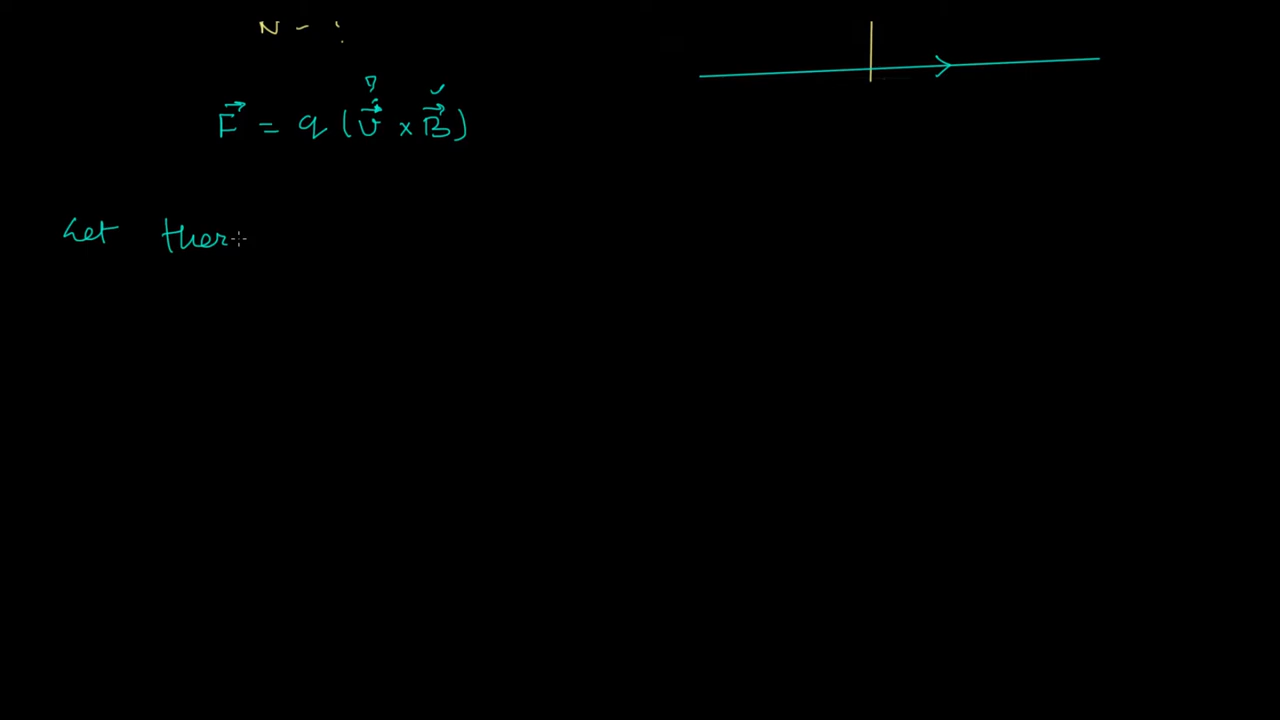 N - :
F⃗ = q ( v⃗ × B⃗ )
Let ther